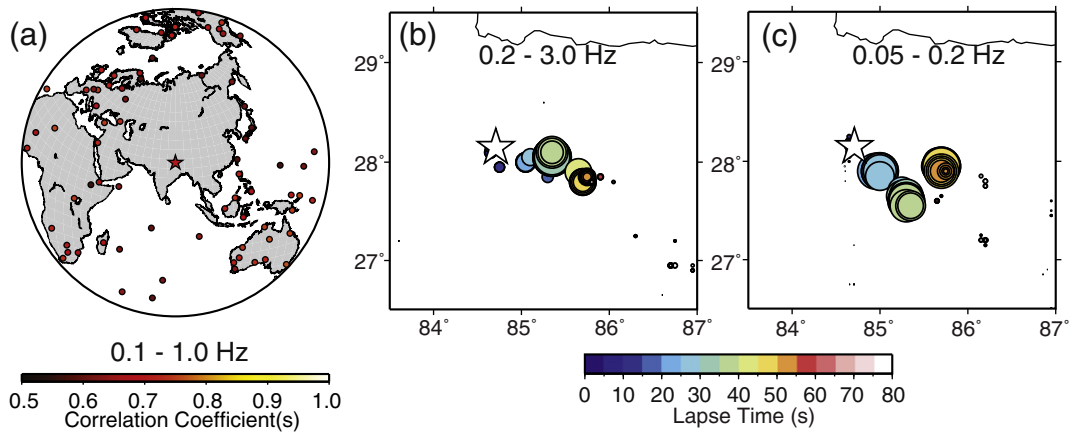 (a)
0.1 - 1.0 Hz
0.5 0.6 0.7 0.8 0.9 1.0
Correlation Coefficient(s)
(b)
0.2 - 3.0 Hz
29˚
28˚
27˚
84˚ 85˚ 86˚ 87˚
(c)
0.05 - 0.2 Hz
29˚
28˚
27˚
84˚ 85˚ 86˚ 87˚
0 10 20 30 40 50 60 70 80
Lapse Time (s)